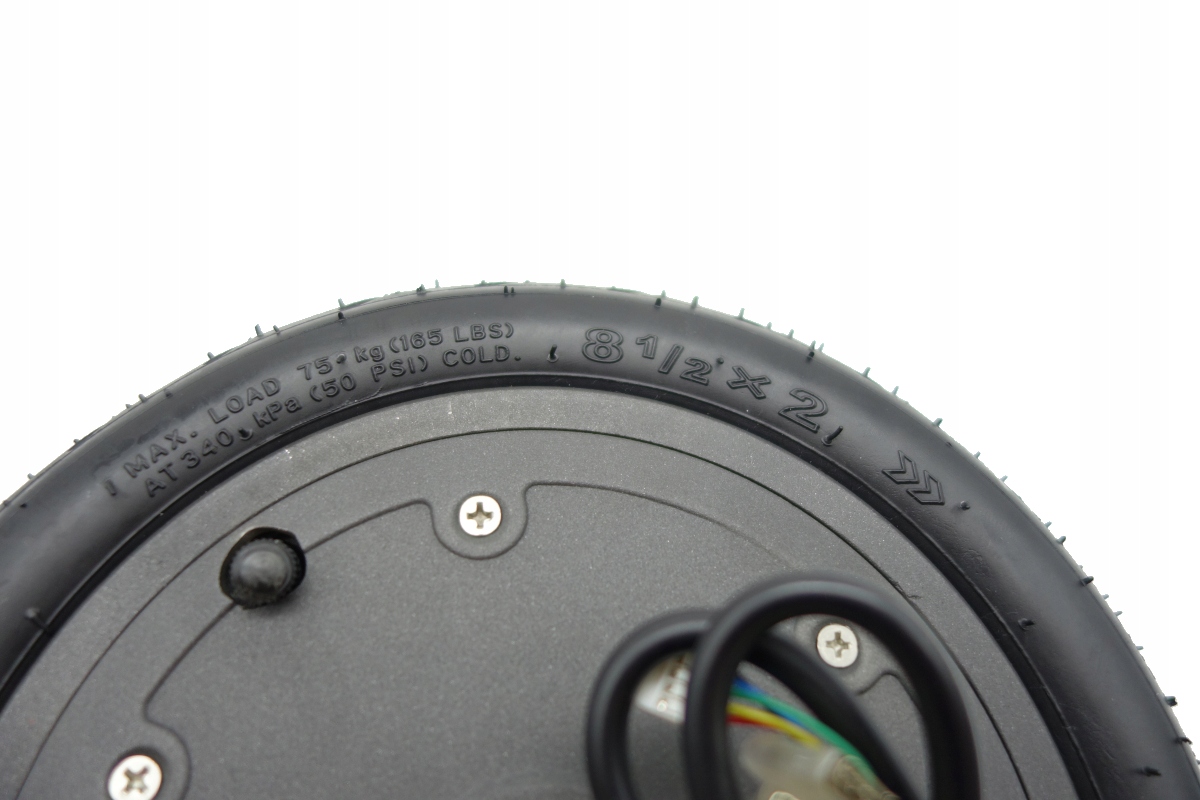 MAX. LOAD 75 kg (165 LBS)
AT 340 kPa (50 PSI) COLD.
8 1/2 × 2